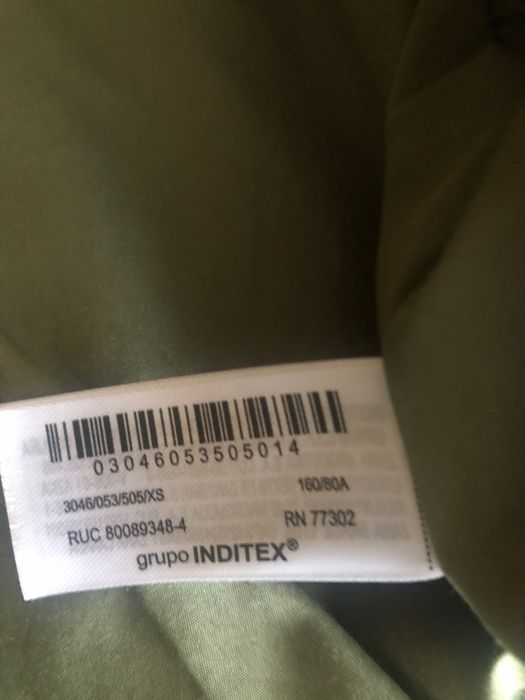 03046053505014
3046/053/505/XS 160/80A
RUC 80089348-4 RN 77302
grupo INDITEX®